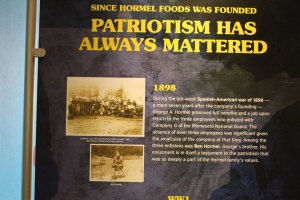 SINCE HORMEL FOODS WAS FOUNDED
PATRIOTISM HAS
ALWAYS MATTERED
1898
During the ten-week Spanish-American war of 1898 —
a mere seven years after the company's founding —
George A. Hormel promised full benefits and a job upon
return to the three employees who enlisted with
Company G of the Minnesota National Guard. The
absence of even three employees was significant given
the small size of the company at that time. Among the
three enlistees was Ben Hormel, George's brother. His
enlistment is in itself a testament to the patriotism that
was so deeply a part of the Hormel family's values.
WWI